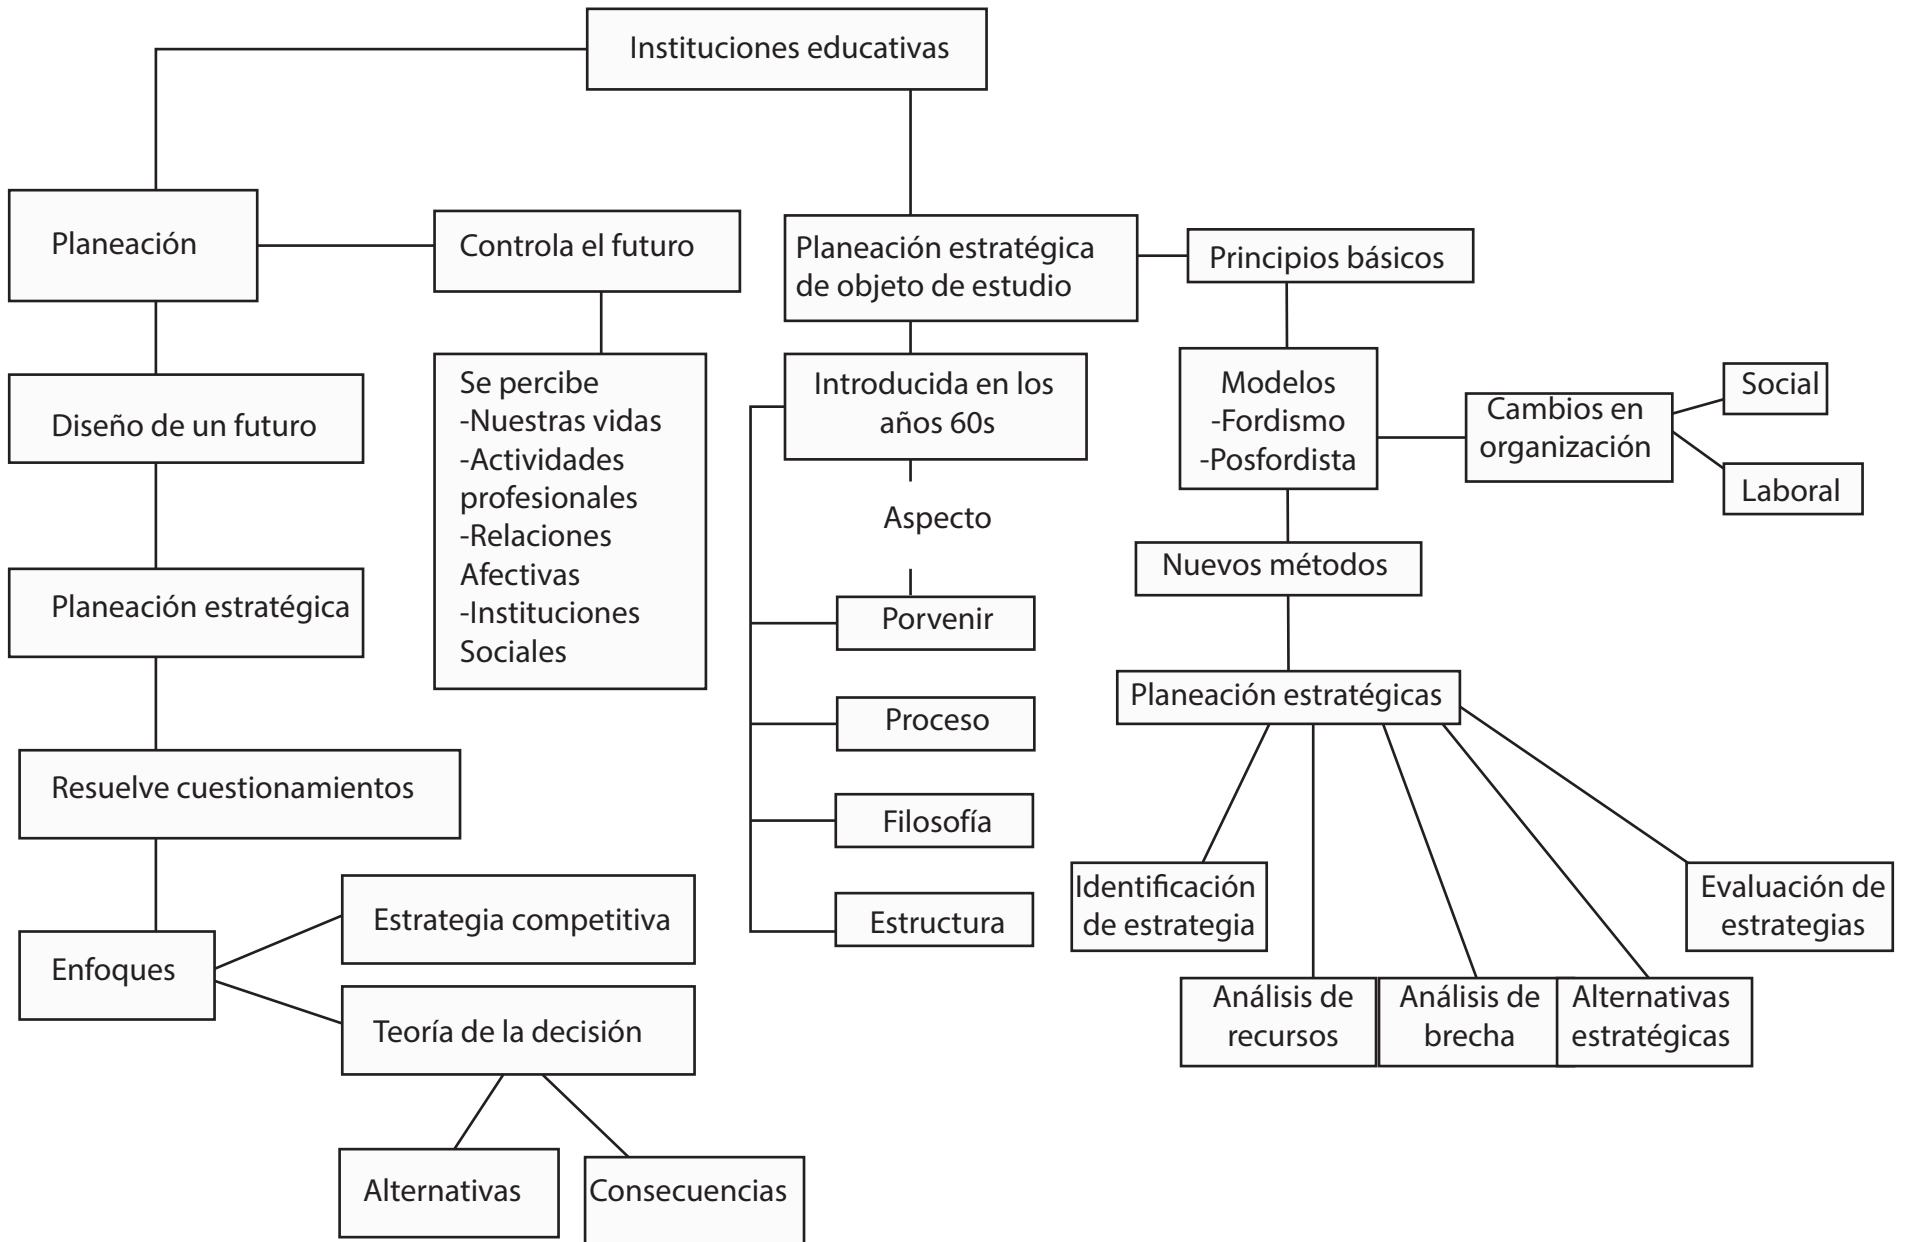 Instituciones educativas
Planeación
Controla el futuro
Planeación estratégica
de objeto de estudio
Principios básicos
Diseño de un futuro
Se percibe
-Nuestras vidas
-Actividades
profesionales
-Relaciones
Afectivas
-Instituciones
Sociales
Introducida en los
años 60s
Modelos
-Fordismo
-Posfordista
Cambios en
organización
Social
Laboral
Aspecto
Nuevos métodos
Planeación estratégica
Porvenir
Proceso
Filosofía
Estructura
Planeación estratégicas
Resuelve cuestionamientos
Enfoques
Estrategia competitiva
Teoría de la decisión
Alternativas
Consecuencias
Identificación
de estrategia
Análisis de
recursos
Análisis de
brecha
Alternativas
estratégicas
Evaluación de
estrategias